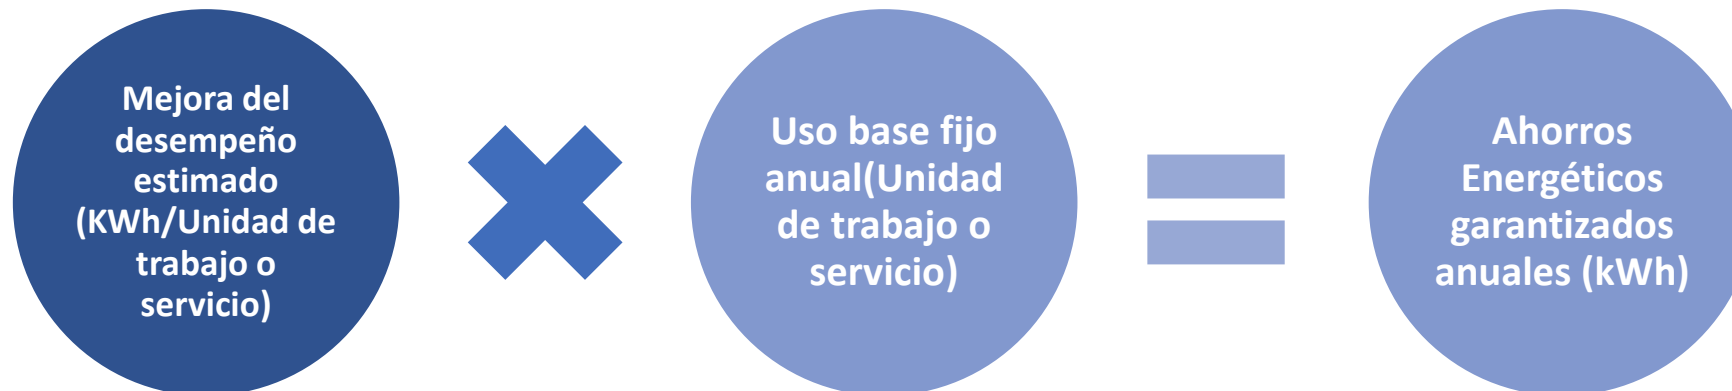 Mejora del
desempeño
estimado
(KWh/Unidad de
trabajo o
servicio)
Uso base fijo
anual(Unidad
de trabajo o
servicio)
Ahorros
Energéticos
garantizados
anuales (kWh)